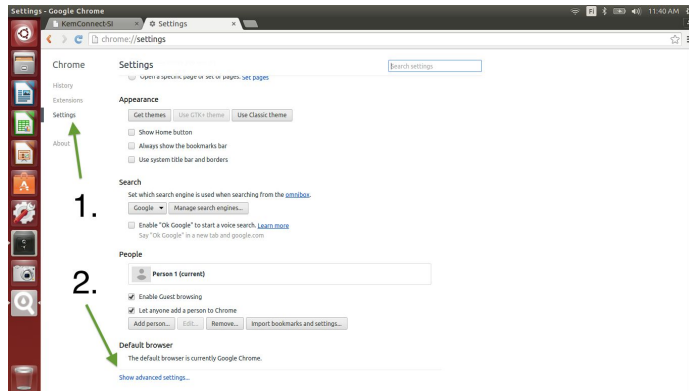 Settings - Google Chrome
Fi
11:40 AM
KemConnect-SI
Settings
chrome://settings
Chrome
Settings
Search settings
Open a specific page or set of pages. Set pages
History
Extensions
Settings
About
Appearance
Get themes
Use GTK+ theme
Use Classic theme
Show Home button
Always show the bookmarks bar
Use system title bar and borders
Search
Set which search engine is used when searching from the omnibox.
Google
Manage search engines...
Enable "Ok Google" to start a voice search. Learn more
Say "Ok Google" in a new tab and google.com
1.
People
Person 1 (current)
2.
Enable Guest browsing
Let anyone add a person to Chrome
Add person...
Edit...
Remove...
Import bookmarks and settings...
Default browser
The default browser is currently Google Chrome.
Show advanced settings...